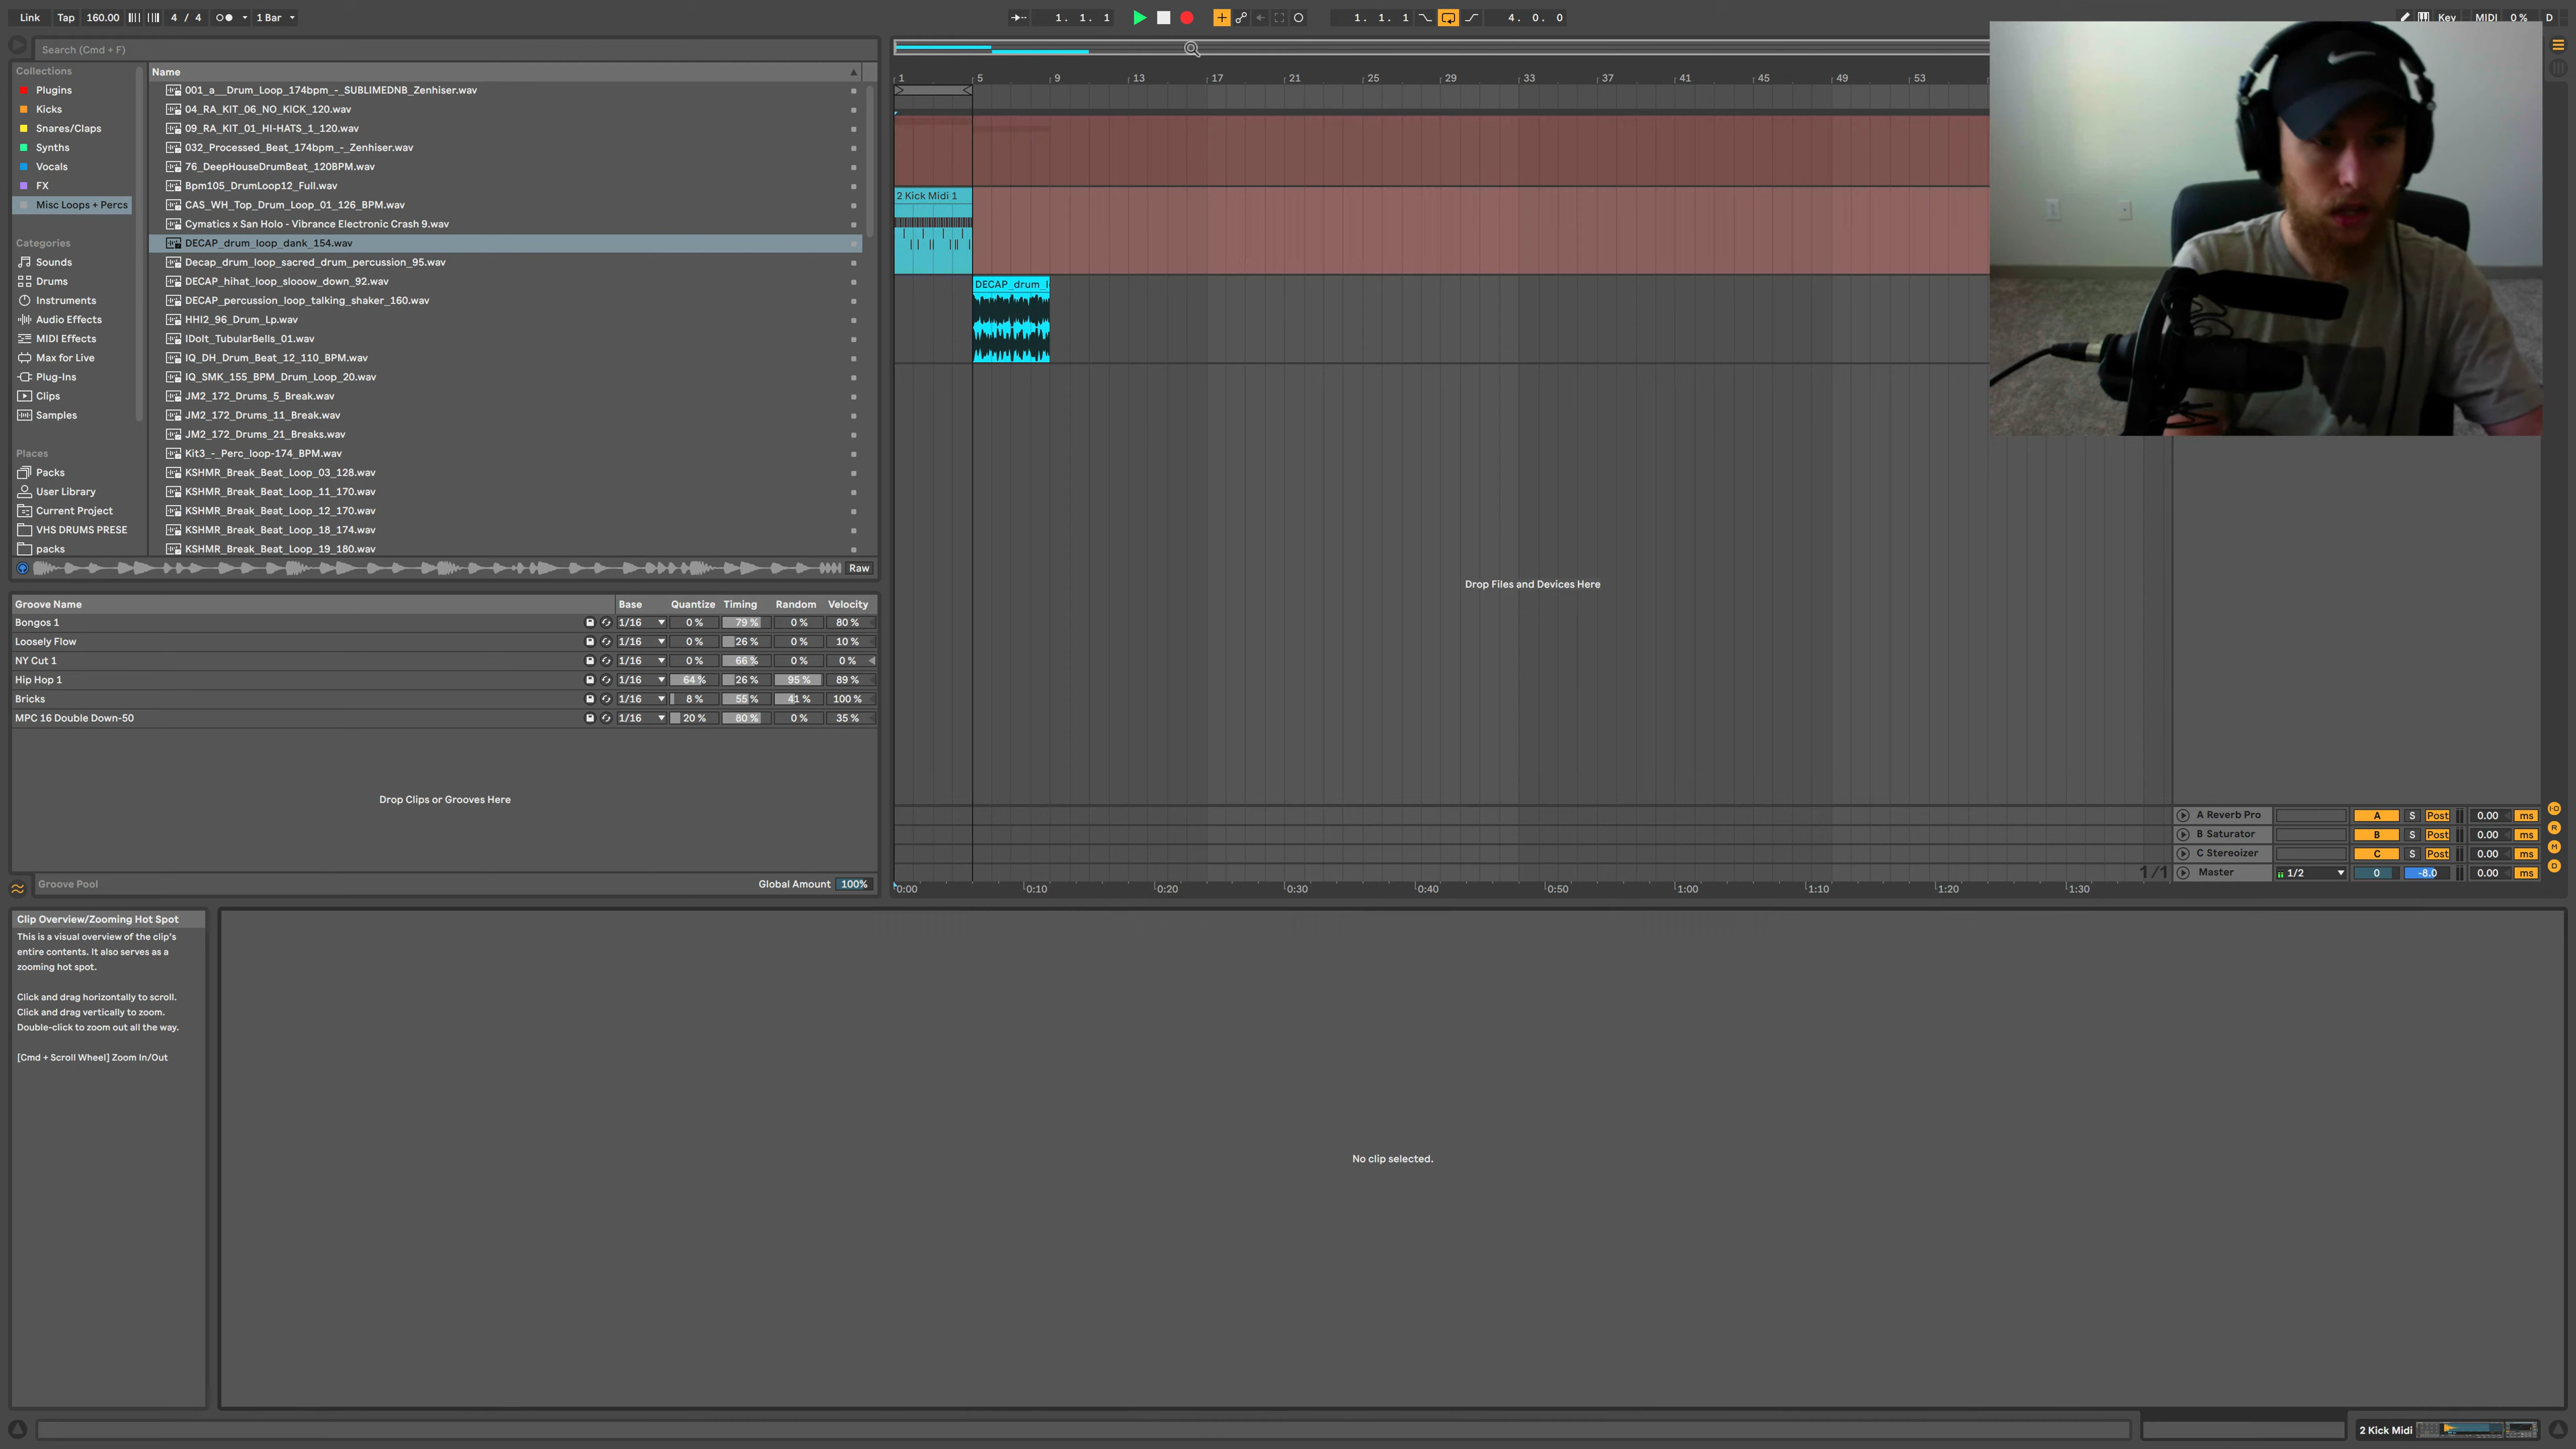 Link Tap 160.00 4 / 4 1 Bar 1. 1. 1 1. 1. 1 4. 0. 0 Key MIDI 0 % D
Search (Cmd + F)
Collections
Plugins
Kicks
Snares/Claps
Synths
Vocals
FX
Misc Loops + Percs
Categories
Sounds
Drums
Instruments
Audio Effects
MIDI Effects
Max for Live
Plug-Ins
Clips
Samples
Places
Packs
User Library
Current Project
VHS DRUMS PRESE
packs
Name
001_a__Drum_Loop_174bpm_-_SUBLIMEDNB_Zenhiser.wav
04_RA_KIT_06_NO_KICK_120.wav
09_RA_KIT_01_HI-HATS_1_120.wav
032_Processed_Beat_174bpm_-_Zenhiser.wav
76_DeepHouseDrumBeat_120BPM.wav
Bpm105_DrumLoop12_Full.wav
CAS_WH_Top_Drum_Loop_01_126_BPM.wav
Cymatics x San Holo - Vibrance Electronic Crash 9.wav
DECAP_drum_loop_dank_154.wav
Decap_drum_loop_sacred_drum_percussion_95.wav
DECAP_hihat_loop_slooow_down_92.wav
DECAP_percussion_loop_talking_shaker_160.wav
HHI2_96_Drum_Lp.wav
IDoIt_TubularBells_01.wav
IQ_DH_Drum_Beat_12_110_BPM.wav
IQ_SMK_155_BPM_Drum_Loop_20.wav
JM2_172_Drums_5_Break.wav
JM2_172_Drums_11_Break.wav
JM2_172_Drums_21_Breaks.wav
Kit3_-_Perc_loop-174_BPM.wav
KSHMR_Break_Beat_Loop_03_128.wav
KSHMR_Break_Beat_Loop_11_170.wav
KSHMR_Break_Beat_Loop_12_170.wav
KSHMR_Break_Beat_Loop_18_174.wav
KSHMR_Break_Beat_Loop_19_180.wav
Raw
Groove Name Base Quantize Timing Random Velocity
Bongos 1 1/16 0 % 79 % 0 % 80 %
Loosely Flow 1/16 0 % 26 % 0 % 10 %
NY Cut 1 1/16 0 % 66 % 0 % 0 %
Hip Hop 1 1/16 64 % 26 % 95 % 89 %
Bricks 1/16 8 % 55 % 41 % 100 %
MPC 16 Double Down-50 1/16 20 % 80 % 0 % 35 %
Drop Clips or Grooves Here
Groove Pool Global Amount 100%
1 5 9 13 17 21 25 29 33 37 41 45 49 53
2 Kick Midi 1
DECAP_drum_l
Drop Files and Devices Here
A Reverb Pro A S Post 0.00 ms
B Saturator B S Post 0.00 ms
C Stereoizer C S Post 0.00 ms
1/1 Master 1/2 0 -8.0 0.00 ms
0:00 0:10 0:20 0:30 0:40 0:50 1:00 1:10 1:20 1:30
Clip Overview/Zooming Hot Spot
This is a visual overview of the clip's
entire contents. It also serves as a
zooming hot spot.
Click and drag horizontally to scroll.
Click and drag vertically to zoom.
Double-click to zoom out all the way.
[Cmd + Scroll Wheel] Zoom In/Out
No clip selected.
2 Kick Midi